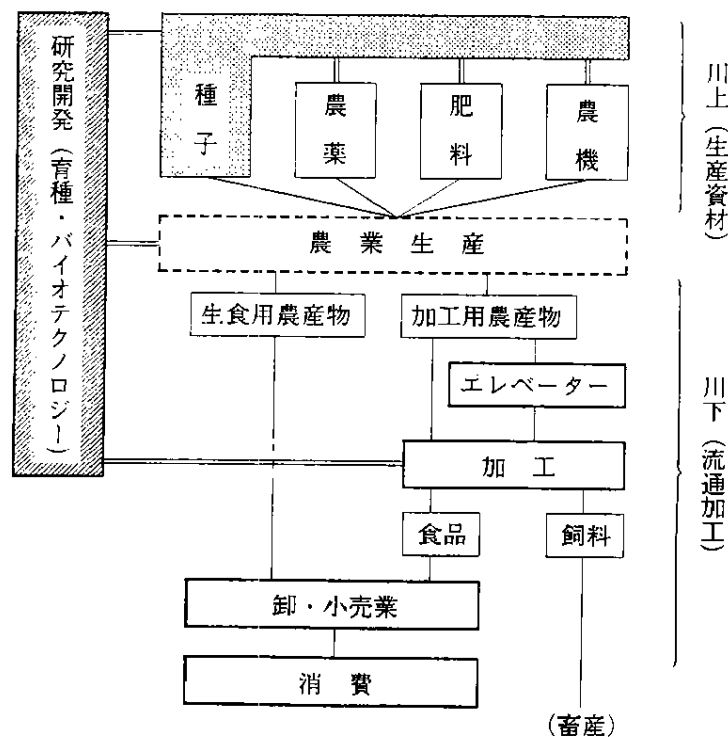 研究開発（育種・バイオテクノロジー）
種子
農薬
肥料
農機
川上（生産資材）
農業生産
生食用農産物
加工用農産物
エレベーター
川下（流通加工）
加工
食品
飼料
卸・小売業
消費
（畜産）